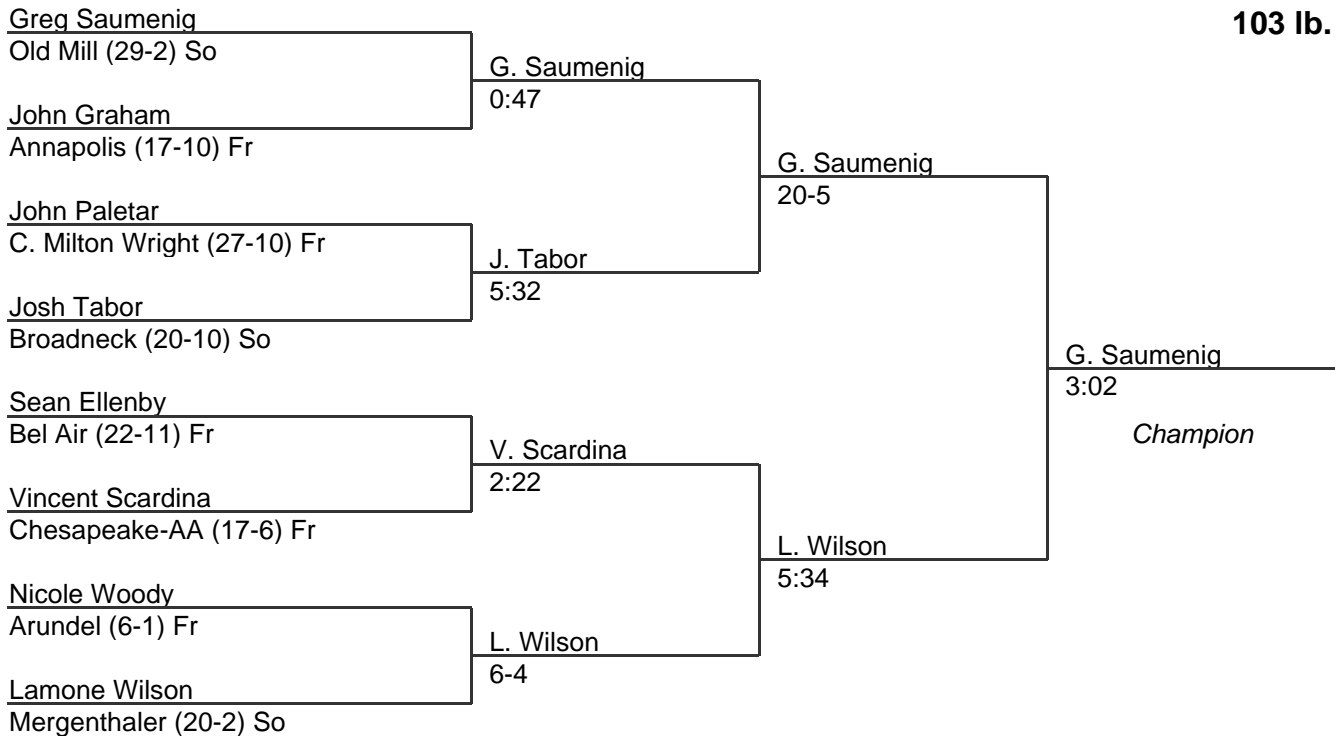 103 lb.
Greg Saumenig
Old Mill (29-2) So
G. Saumenig
0:47
John Graham
Annapolis (17-10) Fr
G. Saumenig
20-5
John Paletar
C. Milton Wright (27-10) Fr
J. Tabor
5:32
Josh Tabor
Broadneck (20-10) So
G. Saumenig
3:02
Champion
Sean Ellenby
Bel Air (22-11) Fr
V. Scardina
2:22
Vincent Scardina
Chesapeake-AA (17-6) Fr
L. Wilson
5:34
Nicole Woody
Arundel (6-1) Fr
L. Wilson
6-4
Lamone Wilson
Mergenthaler (20-2) So